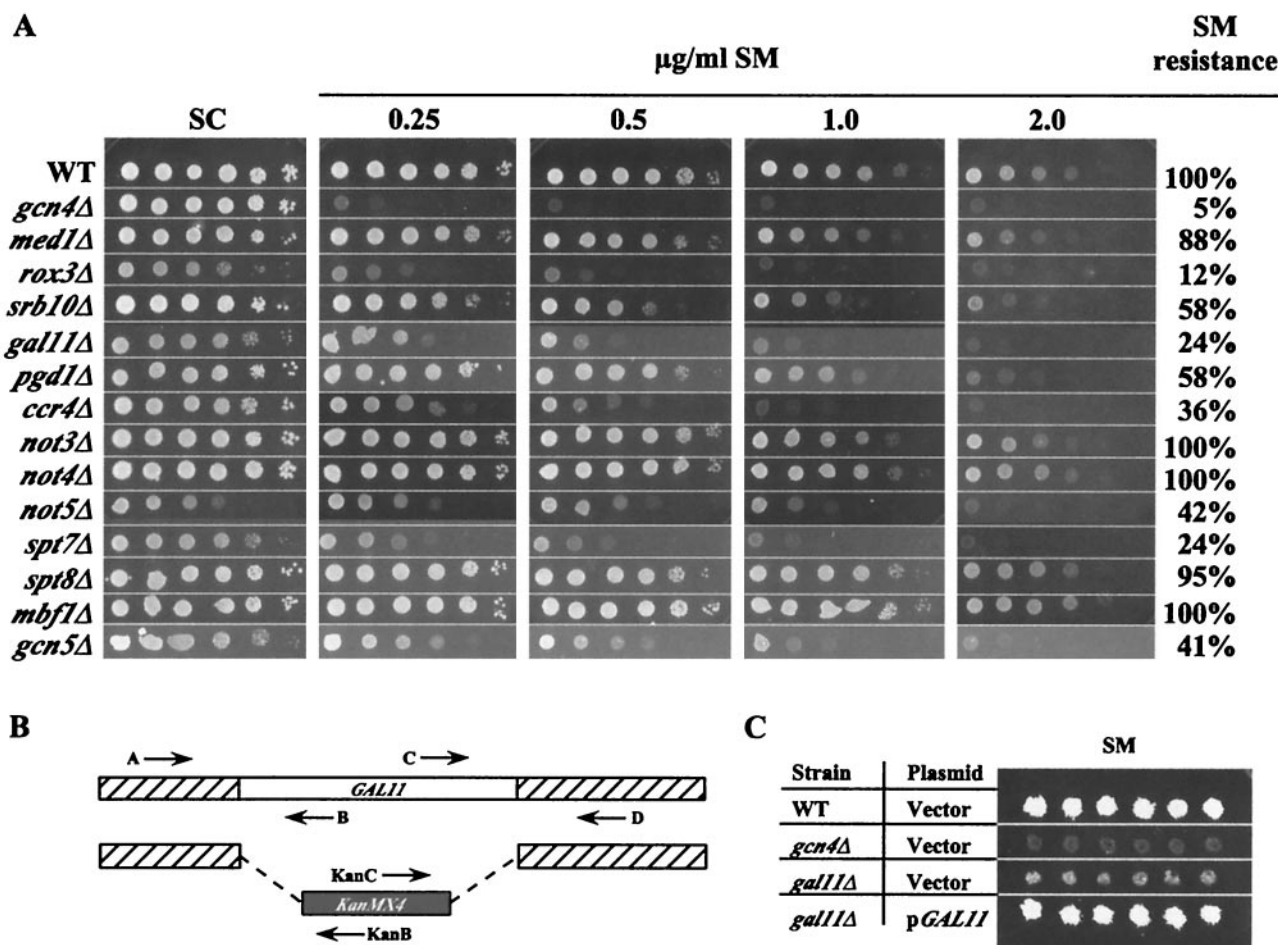 A
SM
resistance
µg/ml SM
SC 0.25 0.5 1.0 2.0
WT 100%
gcn4Δ 5%
med1Δ 88%
rox3Δ 12%
srb10Δ 58%
gal11Δ 24%
pgd1Δ 58%
ccr4Δ 36%
not3Δ 100%
not4Δ 100%
not5Δ 42%
spt7Δ 24%
spt8Δ 95%
mbf1Δ 100%
gcn5Δ 41%
B
A C
GAL11
B D
KanC
KanMX4
KanB
C
SM
Strain Plasmid
WT Vector
gcn4Δ Vector
gal11Δ Vector
gal11Δ pGAL11